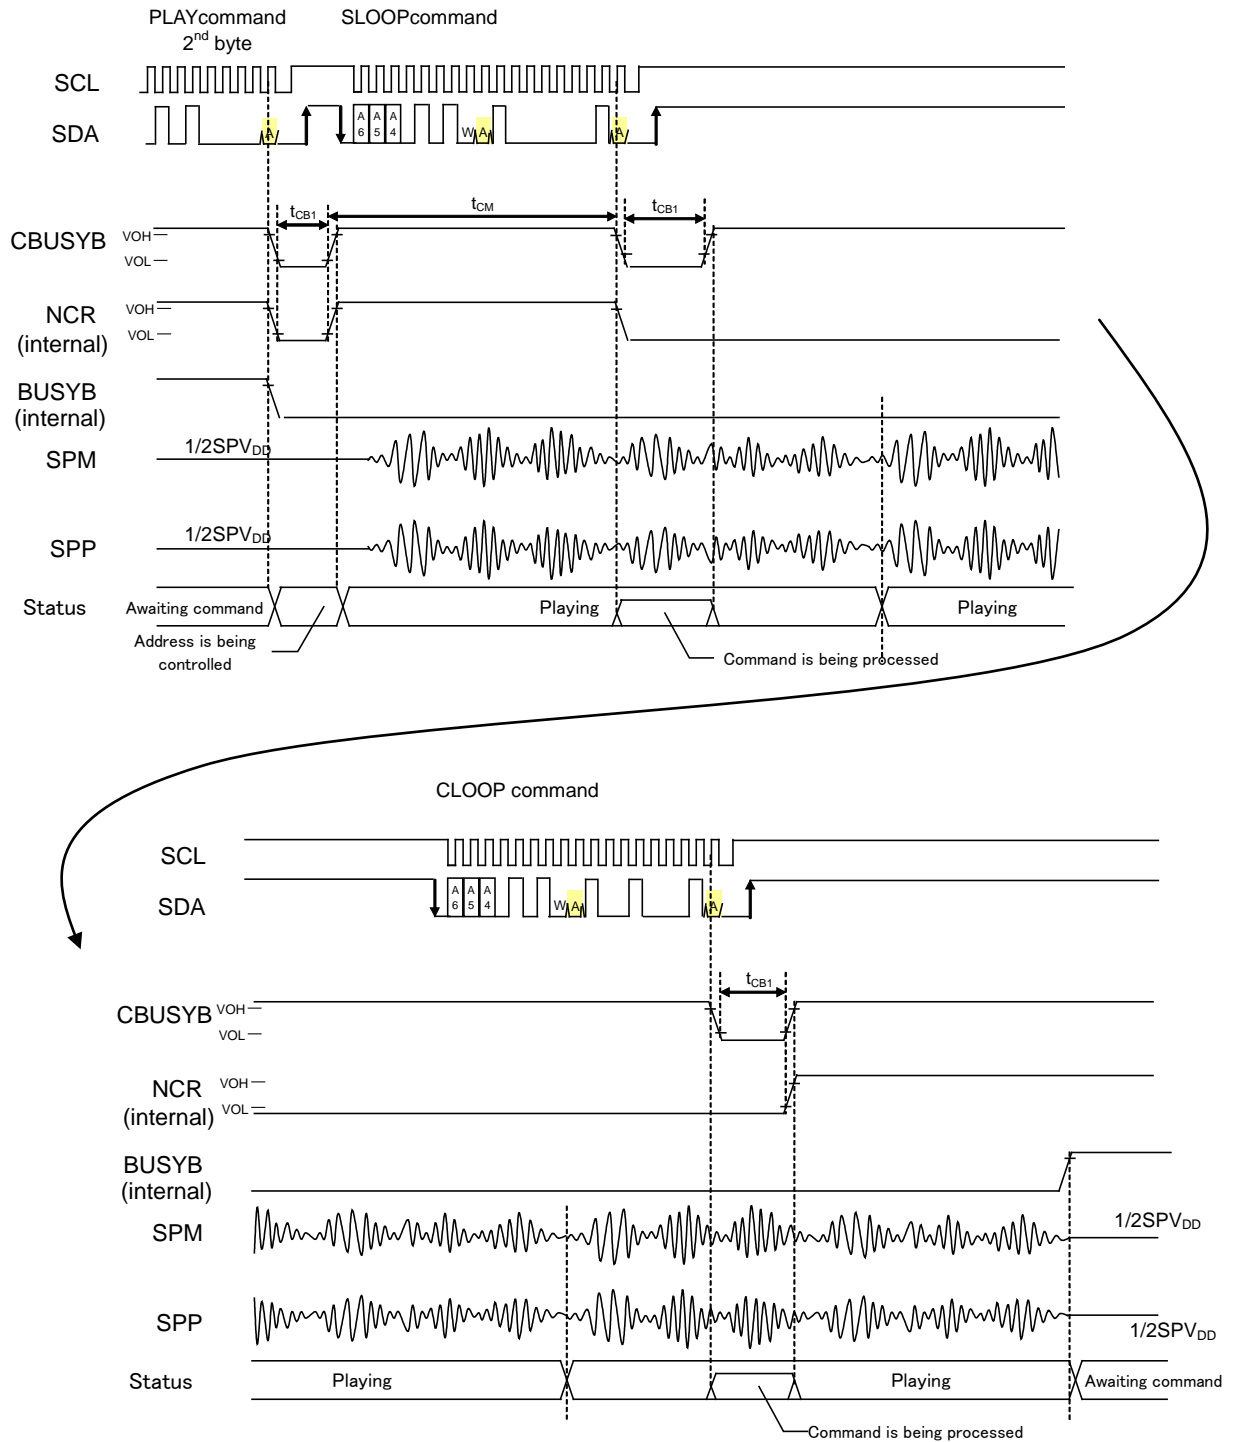 PLAYcommand
2nd byte
SLOOPcommand
SCL
SDA
A
A 6
A 5
A 4
W
A
A
tCB1
tCM
tCB1
CBUSYB
VOH
VOL
NCR
(internal)
VOH
VOL
BUSYB
(internal)
SPM
1/2SPVDD
SPP
1/2SPVDD
Status
Awaiting command
Playing
Playing
Address is being
controlled
Command is being processed
CLOOP command
SCL
SDA
A 6
A 5
A 4
W
A
A
tCB1
CBUSYB
VOH
VOL
NCR
(internal)
VOH
VOL
BUSYB
(internal)
SPM
1/2SPVDD
SPP
1/2SPVDD
Status
Playing
Playing
Awaiting command
Command is being processed